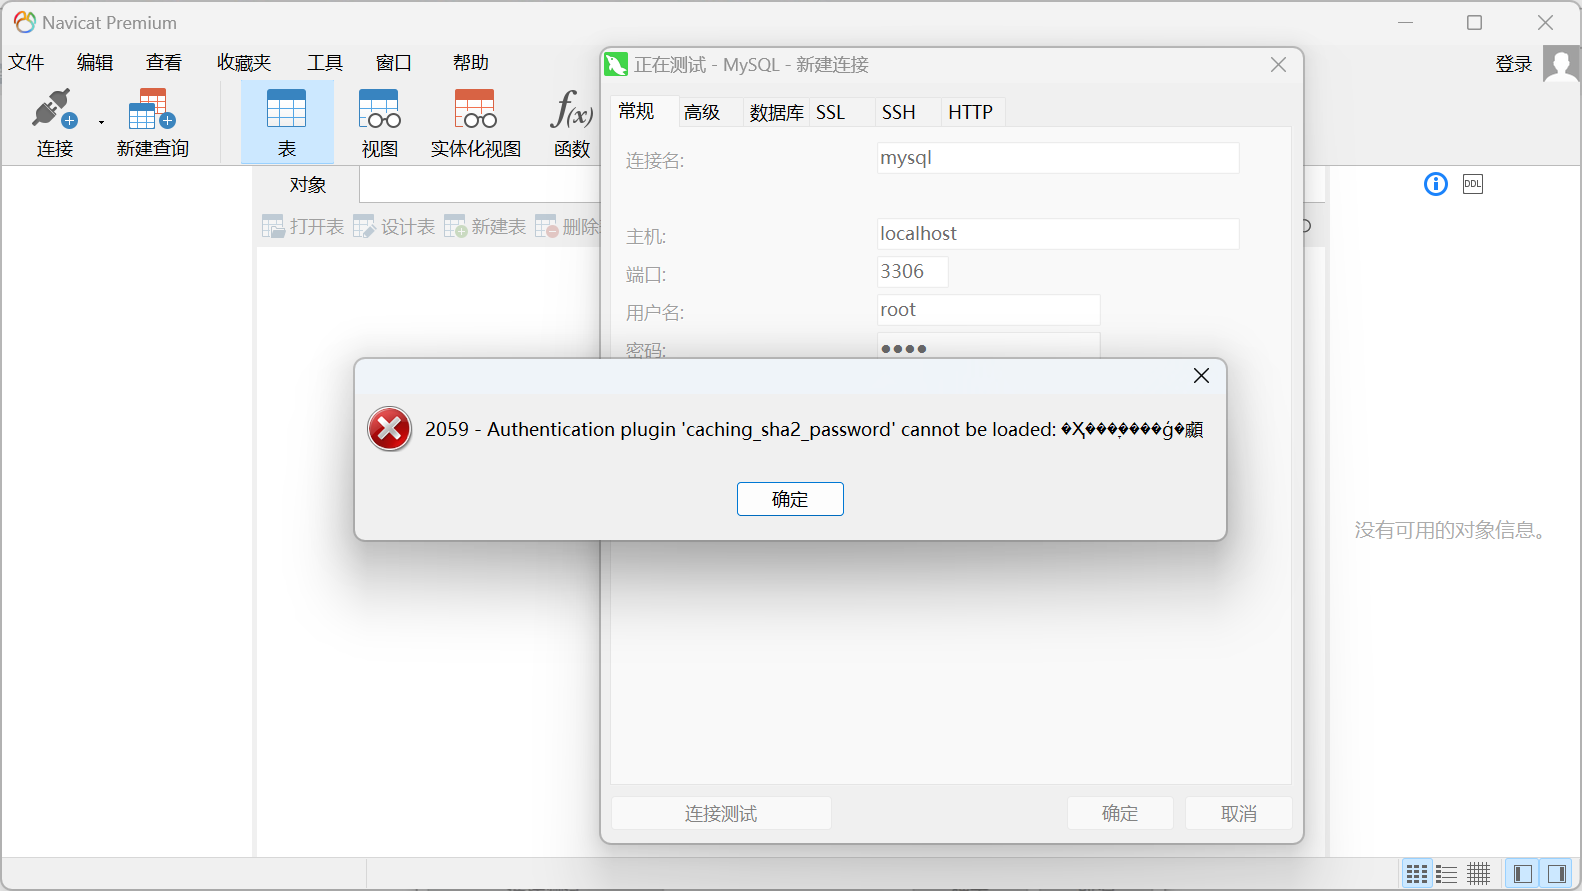 Navicat Premium
文件 编辑 查看 收藏夹 工具 窗口 帮助
登录
连接 新建查询 表 视图 实体化视图 f(x) 函数
对象
打开表 设计表 新建表 删除
DDL
没有可用的对象信息。
正在测试 - MySQL - 新建连接
常规 高级 数据库 SSL SSH HTTP
连接名: mysql
主机: localhost
端口: 3306
用户名: root
密码: ●●●●
2059 - Authentication plugin 'caching_sha2_password' cannot be loaded:
确定
连接测试 确定 取消